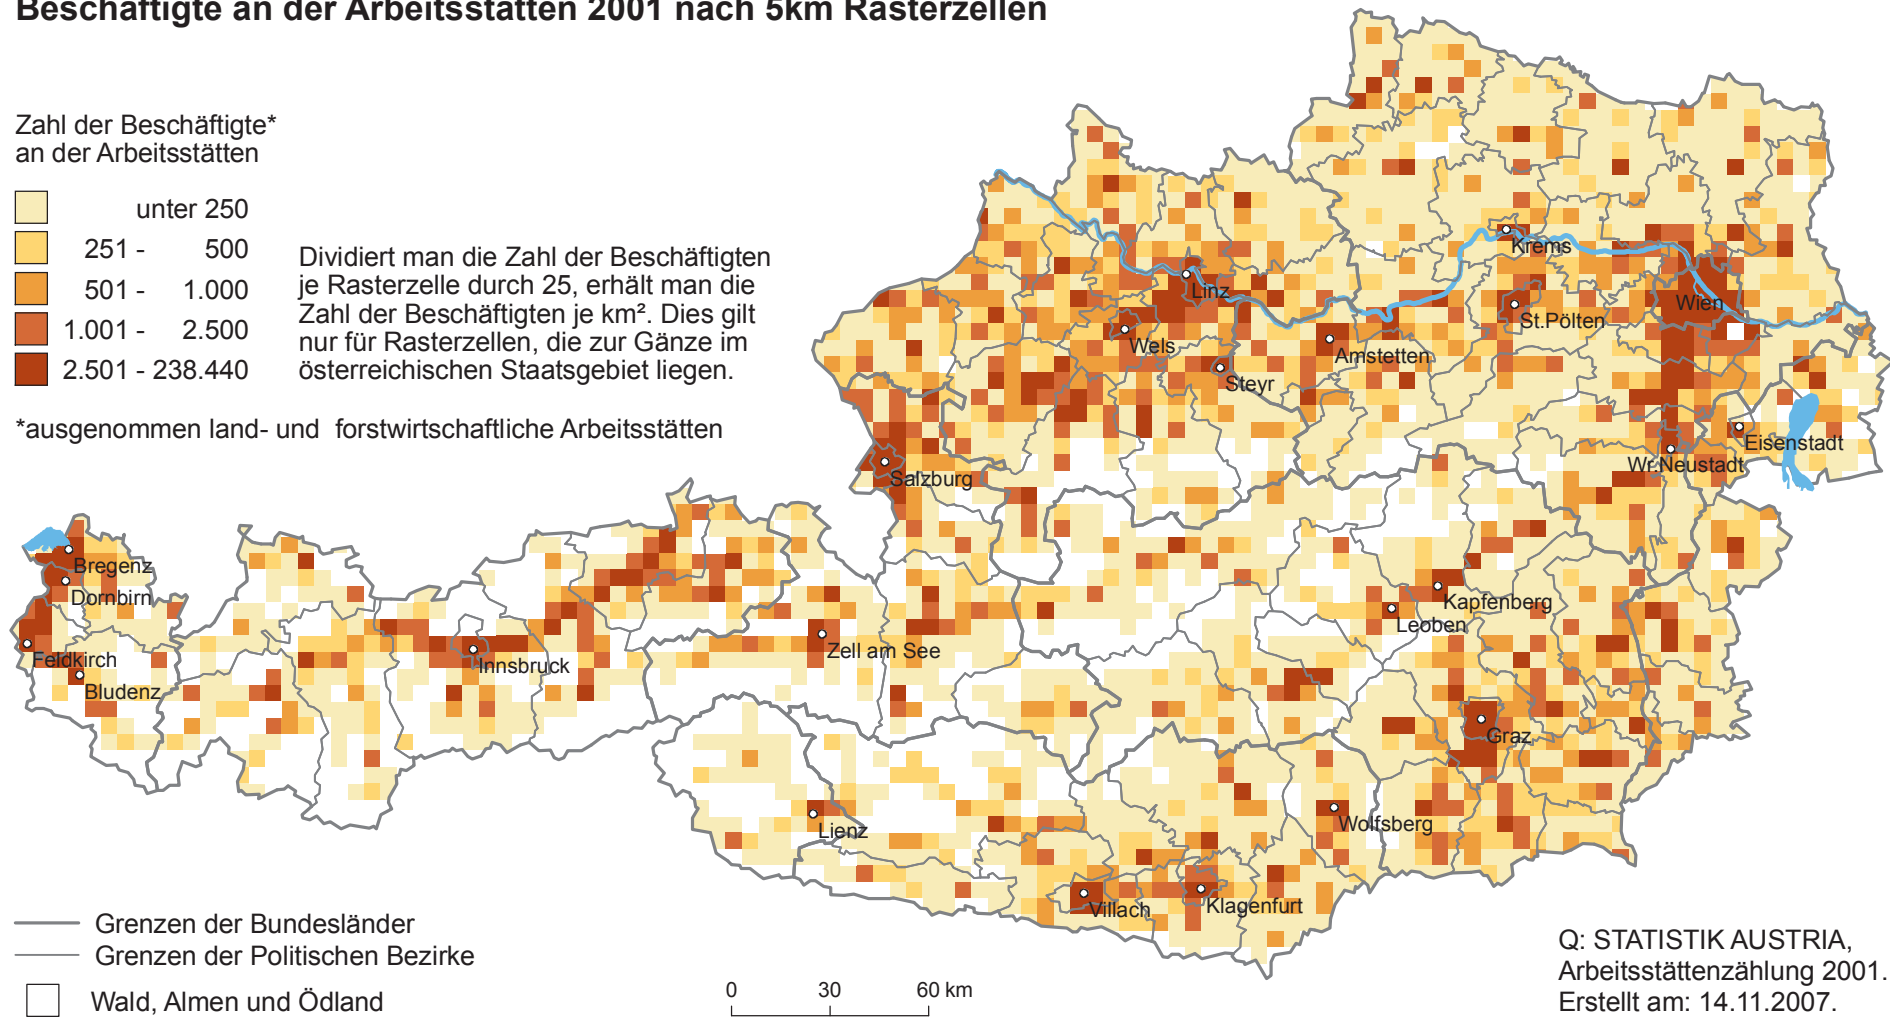 Beschäftigte an der Arbeitsstätten 2001 nach 5km Rasterzellen
Zahl der Beschäftigte*
an der Arbeitsstätten
unter 250
251 - 500
501 - 1.000
1.001 - 2.500
2.501 - 238.440
Dividiert man die Zahl der Beschäftigten
je Rasterzelle durch 25, erhält man die
Zahl der Beschäftigten je km². Dies gilt
nur für Rasterzellen, die zur Gänze im
österreichischen Staatsgebiet liegen.
*ausgenommen land- und forstwirtschaftliche Arbeitsstätten
Krems
Linz
Wien
St.Pölten
Wels
Amstetten
Steyr
Eisenstadt
Wr.Neustadt
Salzburg
Bregenz
Dornbirn
Kapfenberg
Leoben
Feldkirch
Innsbruck
Zell am See
Bludenz
Graz
Lienz
Wolfsberg
Villach
Klagenfurt
Grenzen der Bundesländer
Grenzen der Politischen Bezirke
Wald, Almen und Ödland
0 30 60 km
Q: STATISTIK AUSTRIA,
Arbeitsstättenzählung 2001.
Erstellt am: 14.11.2007.